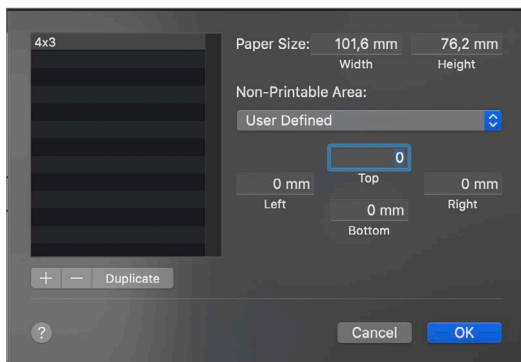 4x3
Paper Size: 101,6 mm 76,2 mm
Width Height
Non-Printable Area:
User Defined
0
Top
0 mm 0 mm
Left Right
0 mm
Bottom
+ − Duplicate
? Cancel OK